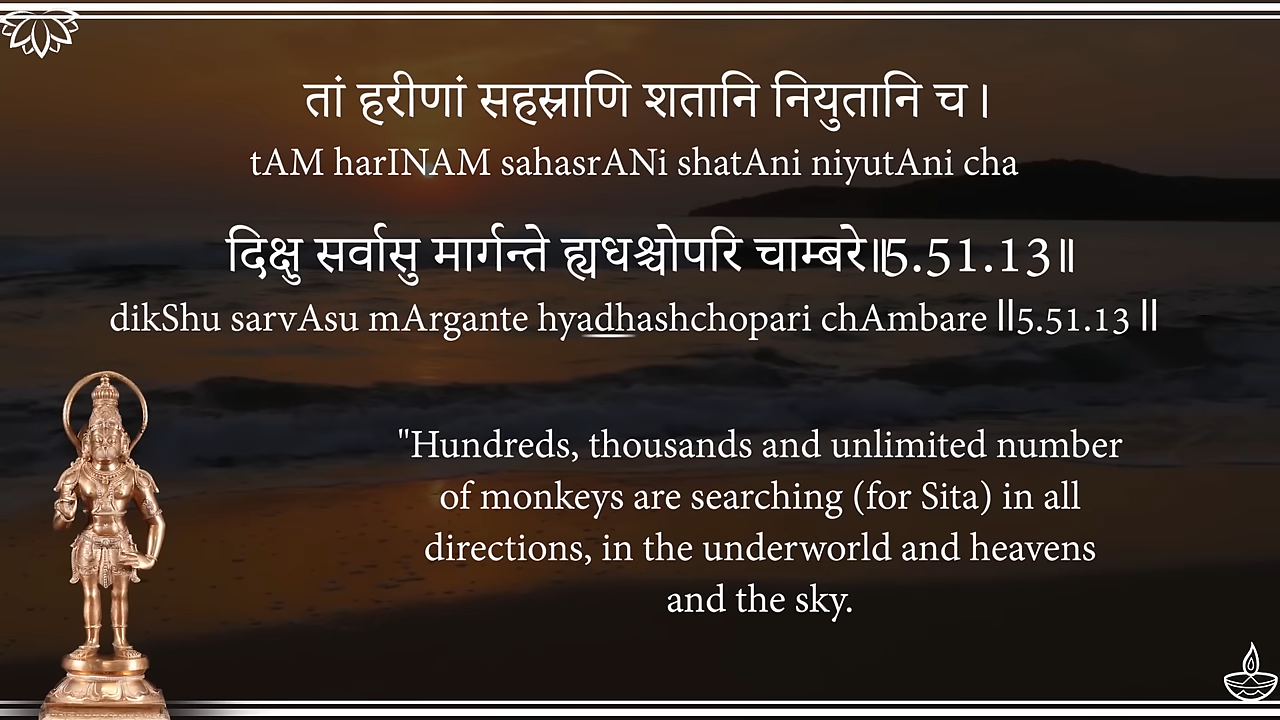 तां हरीणां सहस्राणि शतानि नियुतानि च।
tAM harINAM sahasrANi shatAni niyutAni cha
दिक्षु सर्वासु मार्गन्ते ह्यधश्चोपरि चाम्बरे॥5.51.13॥
dikShu sarvAsu mArgante hyadhashchopari chAmbare ॥5.51.13 ॥
"Hundreds, thousands and unlimited number
of monkeys are searching (for Sita) in all
directions, in the underworld and heavens
and the sky.